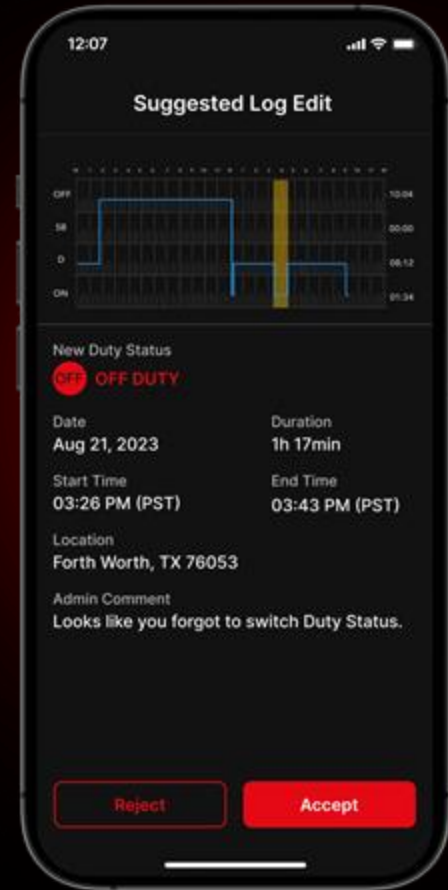 12:07
Suggested Log Edit
OFF 10:04
SB 00:00
D 06:12
ON 01:34
New Duty Status
OFF OFF DUTY
Date Duration
Aug 21, 2023 1h 17min
Start Time End Time
03:26 PM (PST) 03:43 PM (PST)
Location
Forth Worth, TX 76053
Admin Comment
Looks like you forgot to switch Duty Status.
Reject Accept